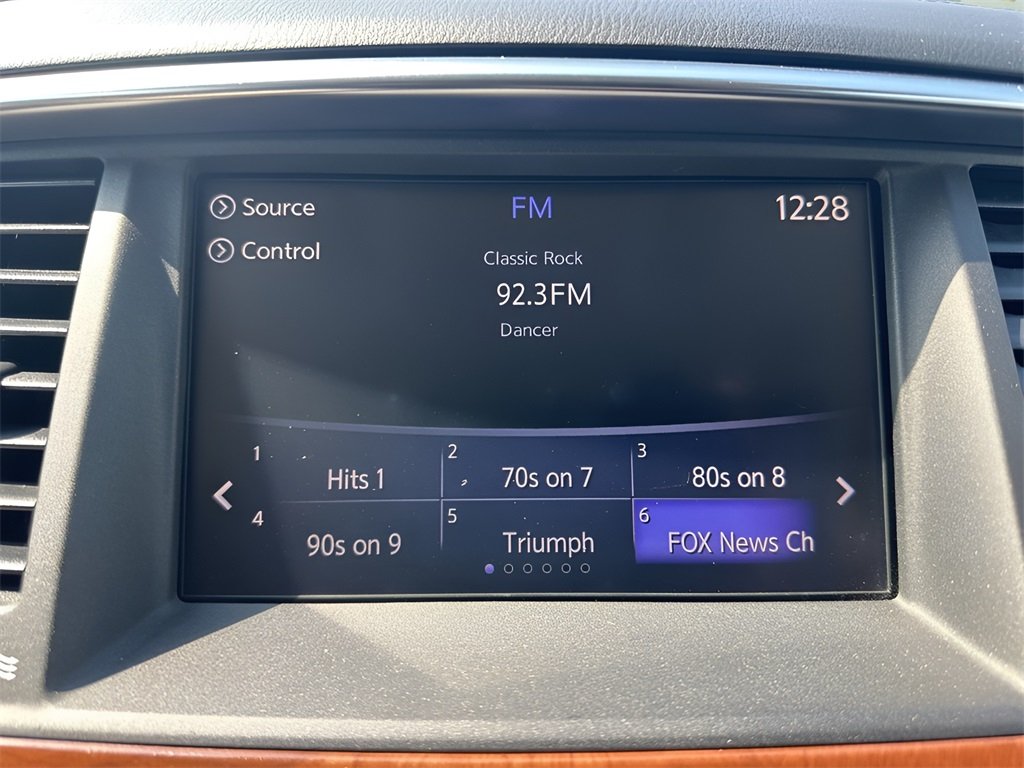 Source
FM
12:28
Control
Classic Rock
92.3FM
Dancer
1
Hits 1
2
70s on 7
3
80s on 8
4
90s on 9
5
Triumph
6
FOX News Ch